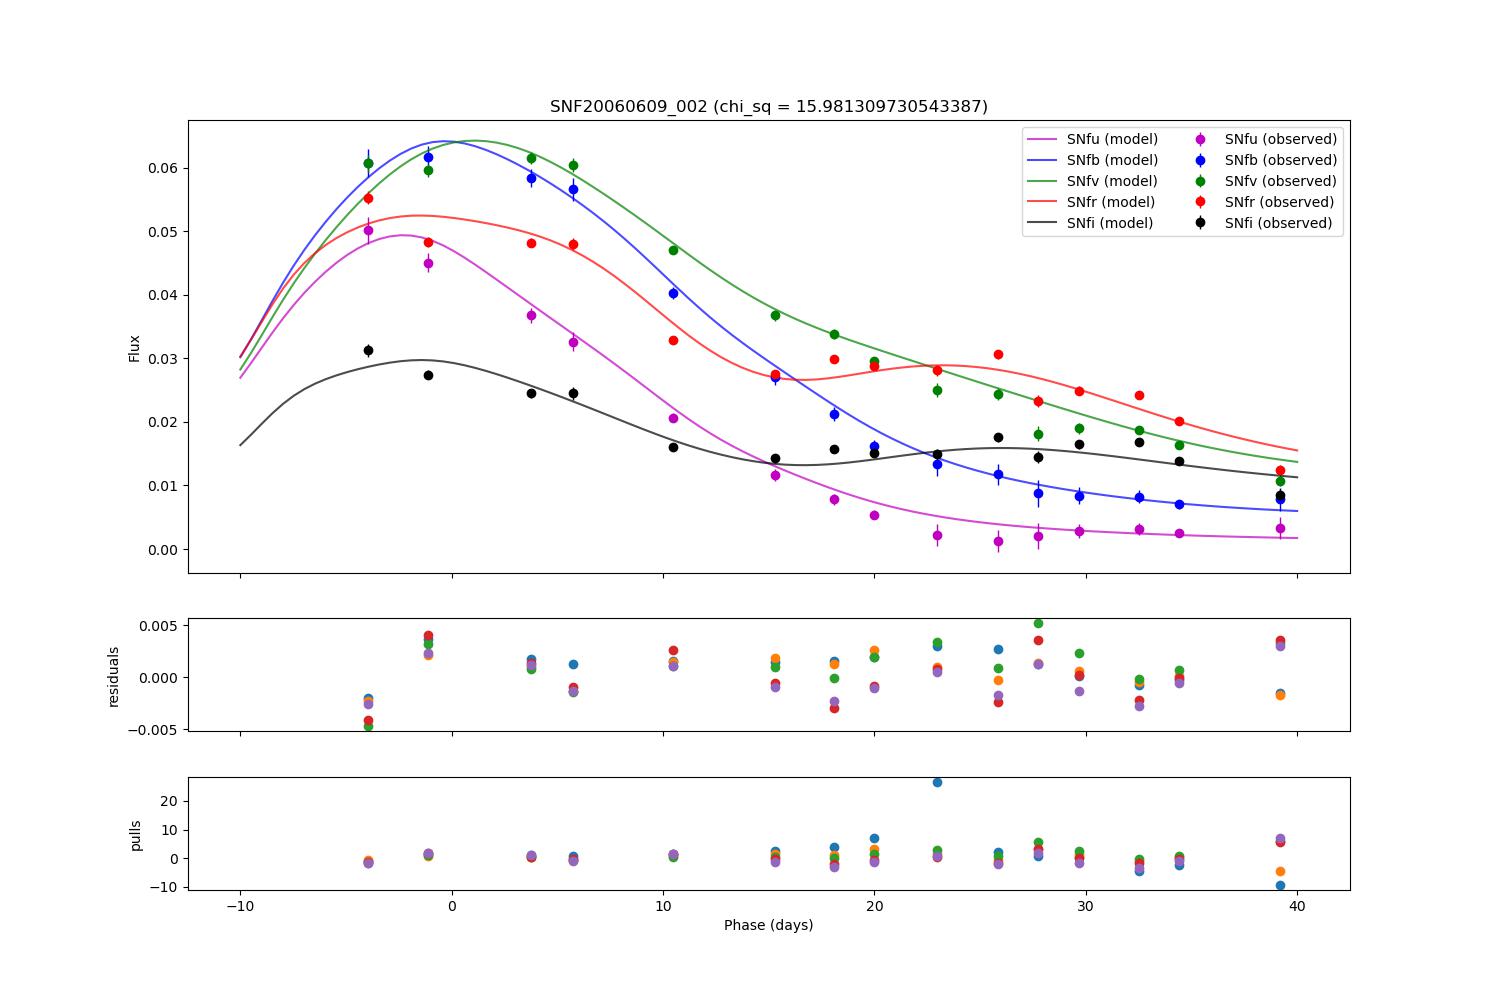 SNF20060609_002 (chi_sq = 15.981309730543387)
SNfu (model) SNfu (observed)
SNfb (model) SNfb (observed)
SNfv (model) SNfv (observed)
SNfr (model) SNfr (observed)
SNfi (model) SNfi (observed)
Flux
0.06
0.05
0.04
0.03
0.02
0.01
0.00
residuals
0.005
0.000
−0.005
pulls
20
10
0
−10
−10 0 10 20 30 40
Phase (days)